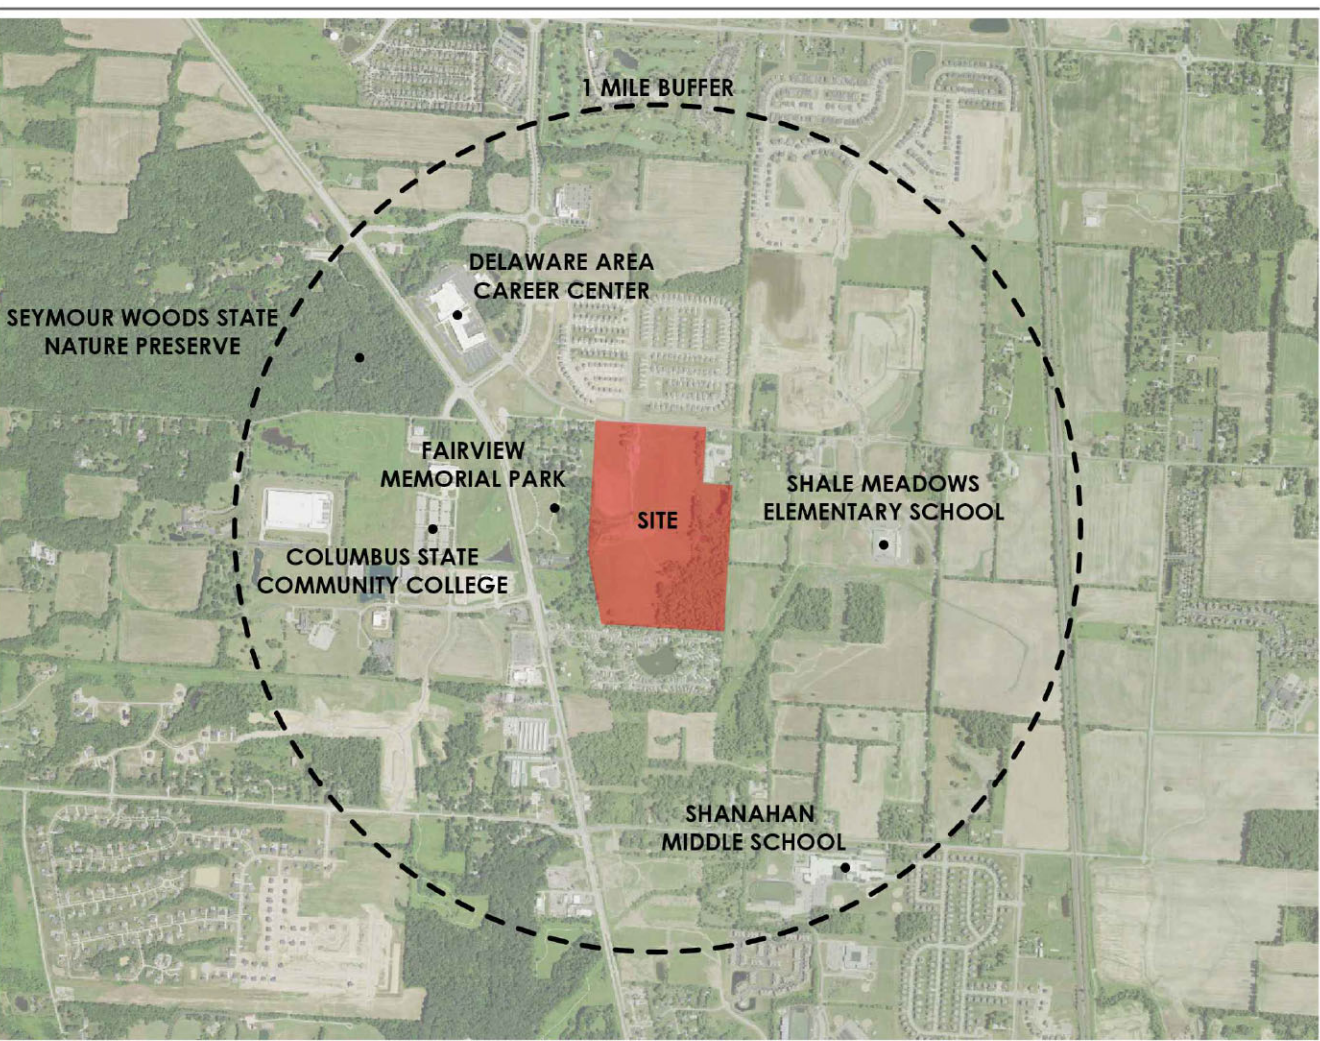 1 MILE BUFFER
DELAWARE AREA
CAREER CENTER
SEYMOUR WOODS STATE
NATURE PRESERVE
FAIRVIEW
MEMORIAL PARK
SITE
SHALE MEADOWS
ELEMENTARY SCHOOL
COLUMBUS STATE
COMMUNITY COLLEGE
SHANAHAN
MIDDLE SCHOOL